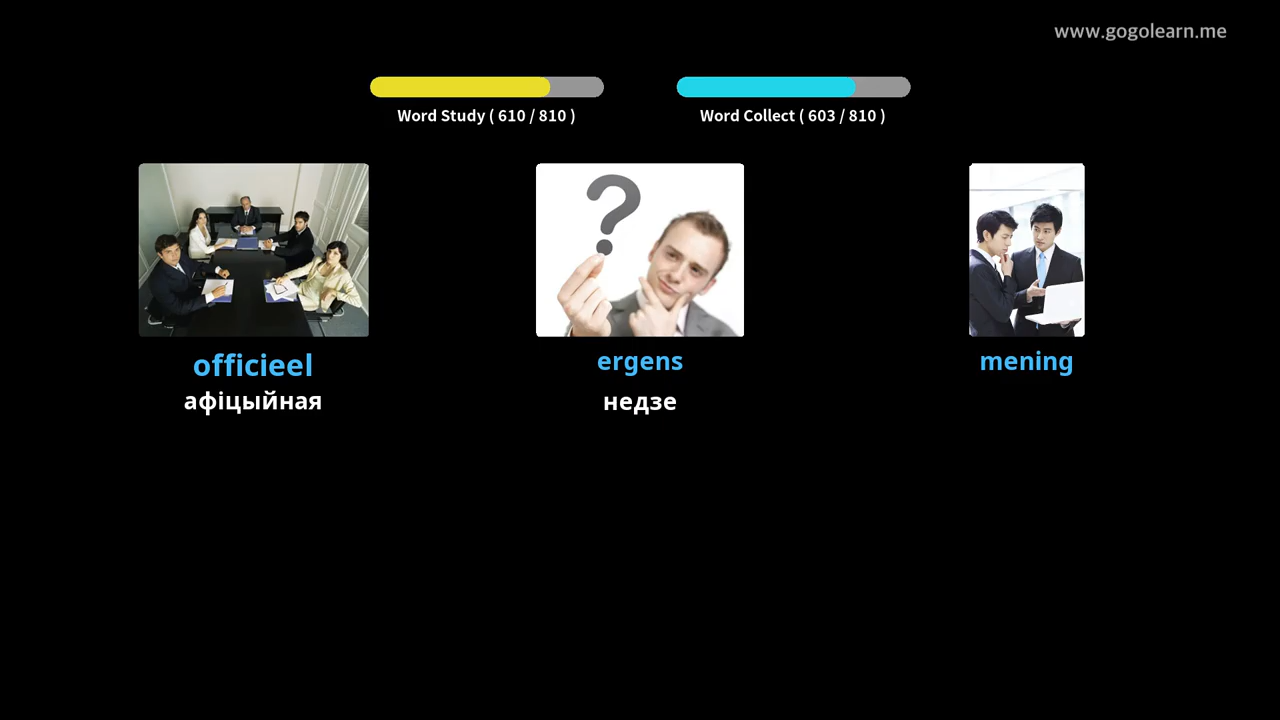 www.gogolearn.me
Word Study ( 610 / 810 )
Word Collect ( 603 / 810 )
officieel
афіцыйная
ergens
недзе
mening